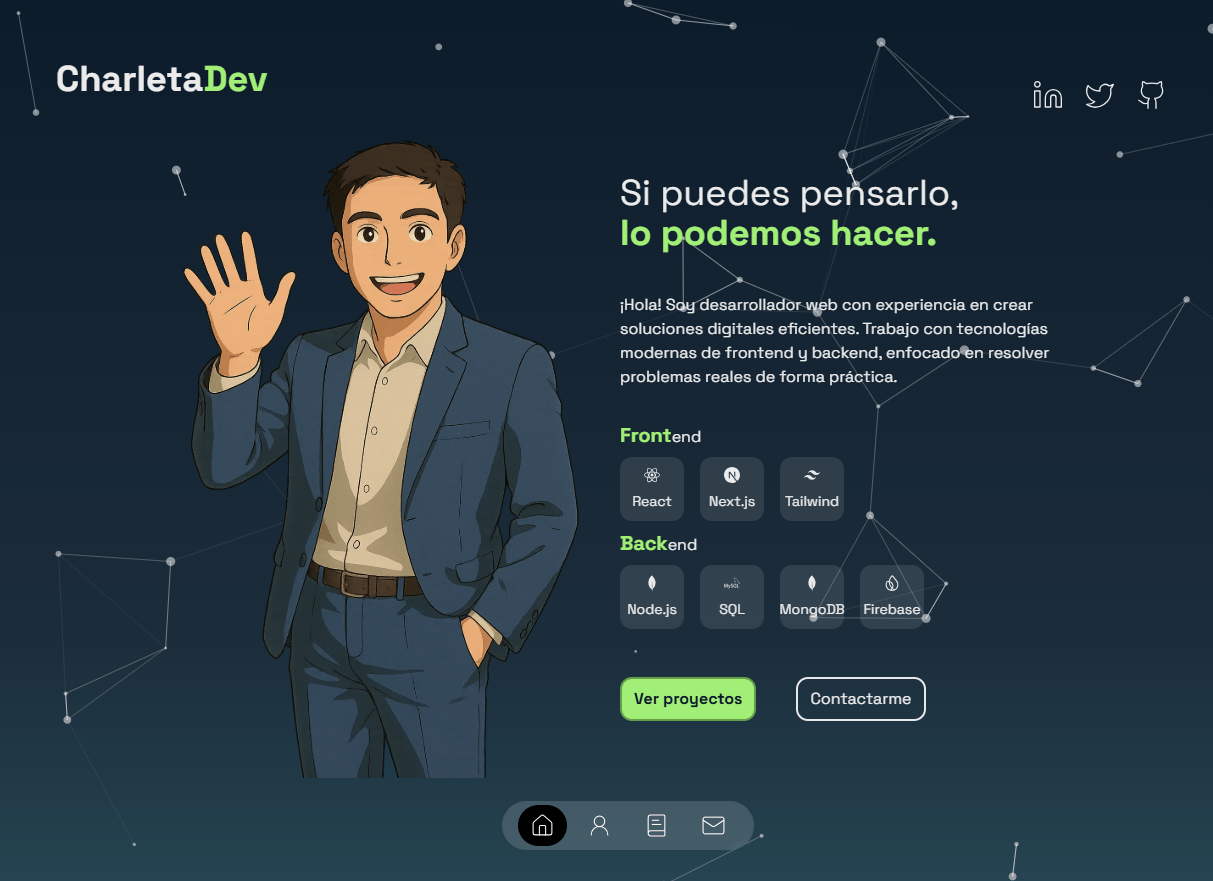 CharletaDev
Si puedes pensarlo,
lo podemos hacer.
¡Hola! Soy desarrollador web con experiencia en crear
soluciones digitales eficientes. Trabajo con tecnologías
modernas de frontend y backend, enfocado en resolver
problemas reales de forma práctica.
Frontend
React Next.js Tailwind
Backend
MySQL
Node.js SQL MongoDB Firebase
Ver proyectos Contactarme